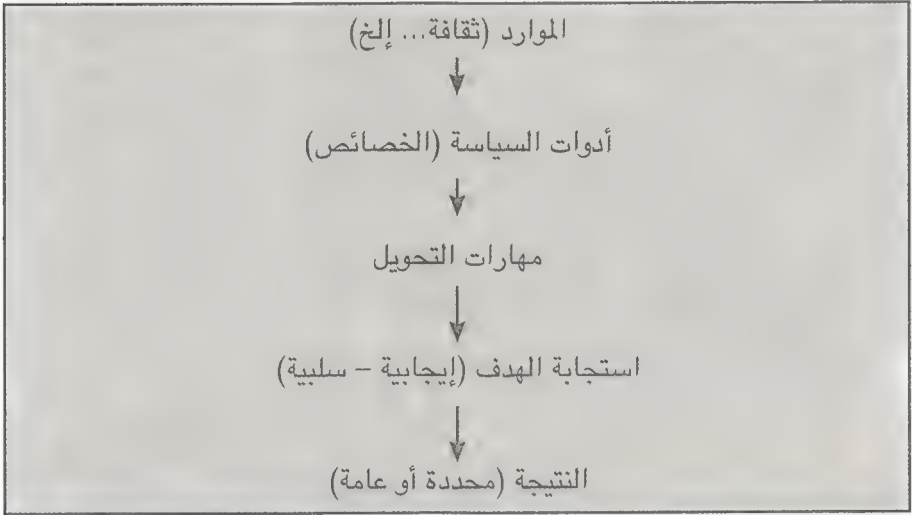 الموارد (ثقافة... إلخ)
أدوات السياسة (الخصائص)
مهارات التحويل
استجابة الهدف (إيجابية – سلبية)
النتيجة (محددة أو عامة)